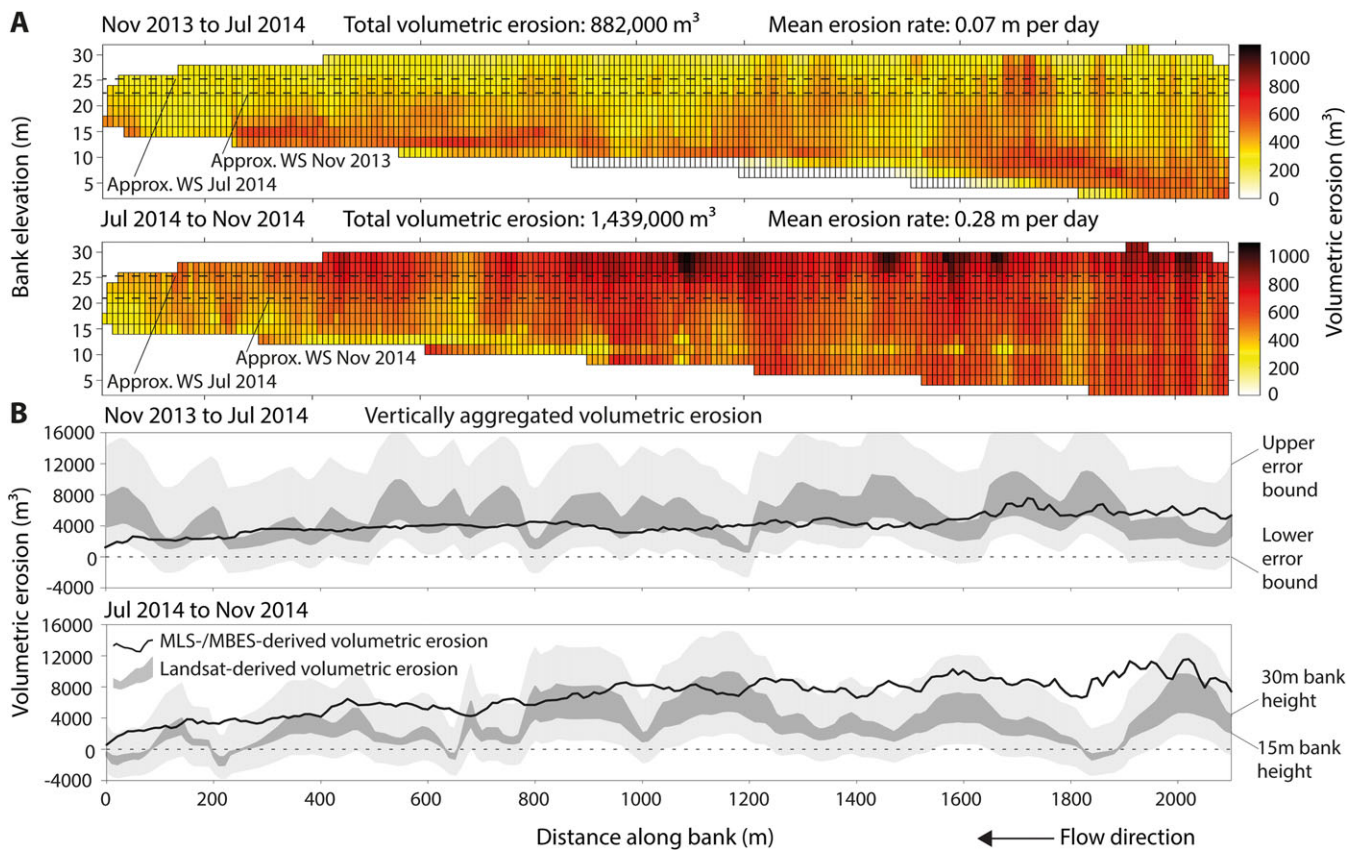 A
Nov 2013 to Jul 2014 Total volumetric erosion: 882,000 m³ Mean erosion rate: 0.07 m per day
30
25
20
15
10
5
Approx. WS Nov 2013
Approx. WS Jul 2014
1000
800
600
400
200
0
Jul 2014 to Nov 2014 Total volumetric erosion: 1,439,000 m³ Mean erosion rate: 0.28 m per day
Bank elevation (m)
30
25
20
15
10
5
Approx. WS Nov 2014
Approx. WS Jul 2014
1000
800
600
400
200
0
Volumetric erosion (m³)
B
Nov 2013 to Jul 2014 Vertically aggregated volumetric erosion
16000
12000
8000
4000
0
-4000
Upper error bound
Lower error bound
Volumetric erosion (m³)
Jul 2014 to Nov 2014
MLS-/MBES-derived volumetric erosion
Landsat-derived volumetric erosion
16000
12000
8000
4000
0
-4000
30m bank height
15m bank height
0 200 400 600 800 1000 1200 1400 1600 1800 2000
Distance along bank (m)
Flow direction